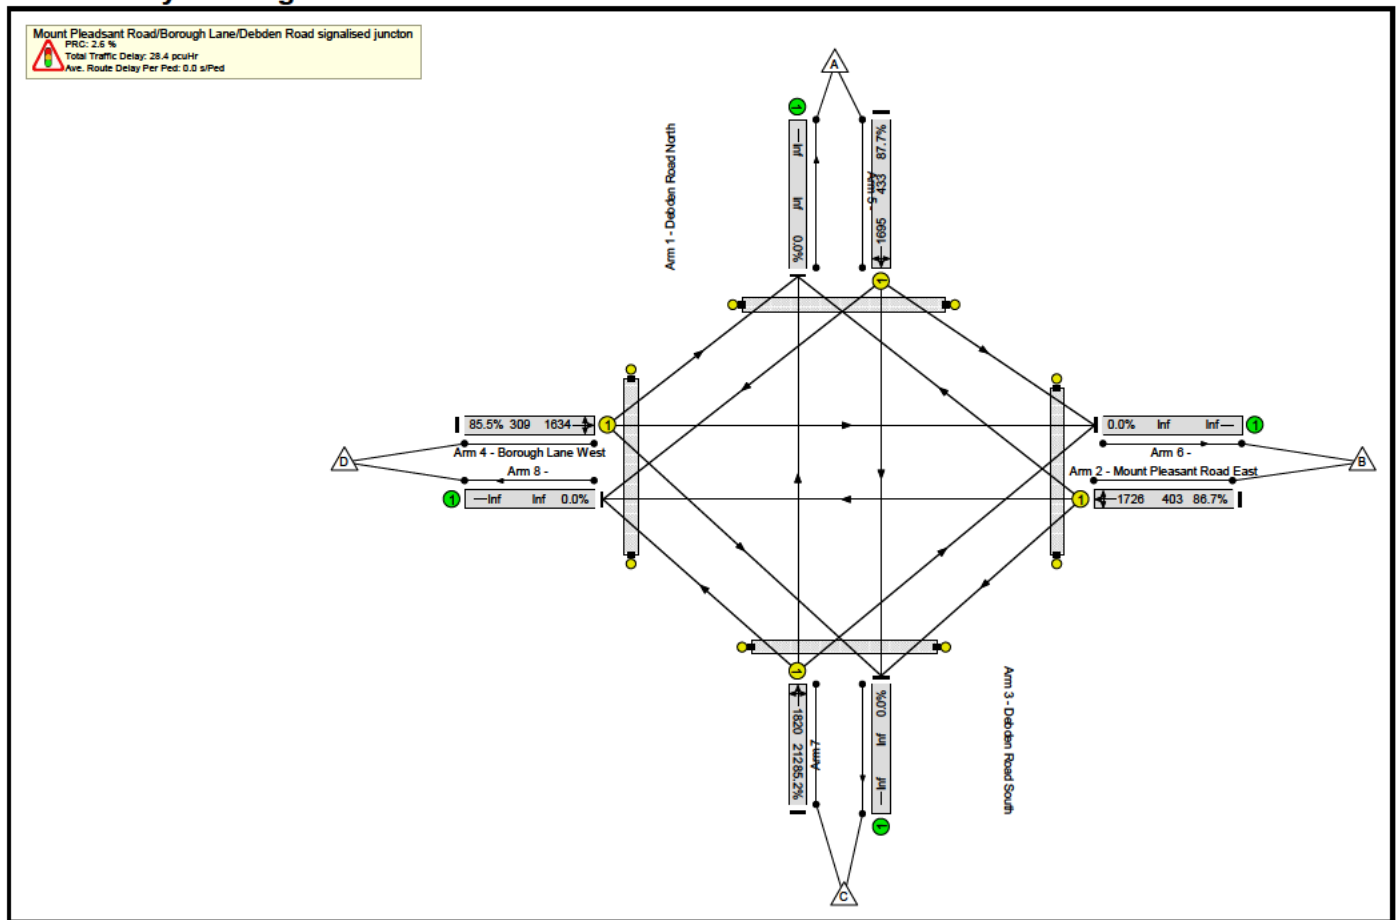 Mount Pleadsant Road/Borough Lane/Debden Road signalised juncton
PRC: 2.6 %
Total Traffic Delay: 28.4 pcuHr
Ave. Route Delay Per Ped: 0.0 s/Ped
A
1
Arm 1 - Debden Road North
Inf Inf 0.0%
Arm 5 -
1695 433 87.7%
1
85.5% 309 1634
1
Arm 4 - Borough Lane West
D
Arm 8 -
1
Inf Inf 0.0%
0.0% Inf Inf
1
Arm 6 -
B
Arm 2 - Mount Pleasant Road East
1
1726 403 86.7%
1
1820 21285.2%
Arm 7
0.0% Inf Inf
1
Arm 3 - Debden Road South
C